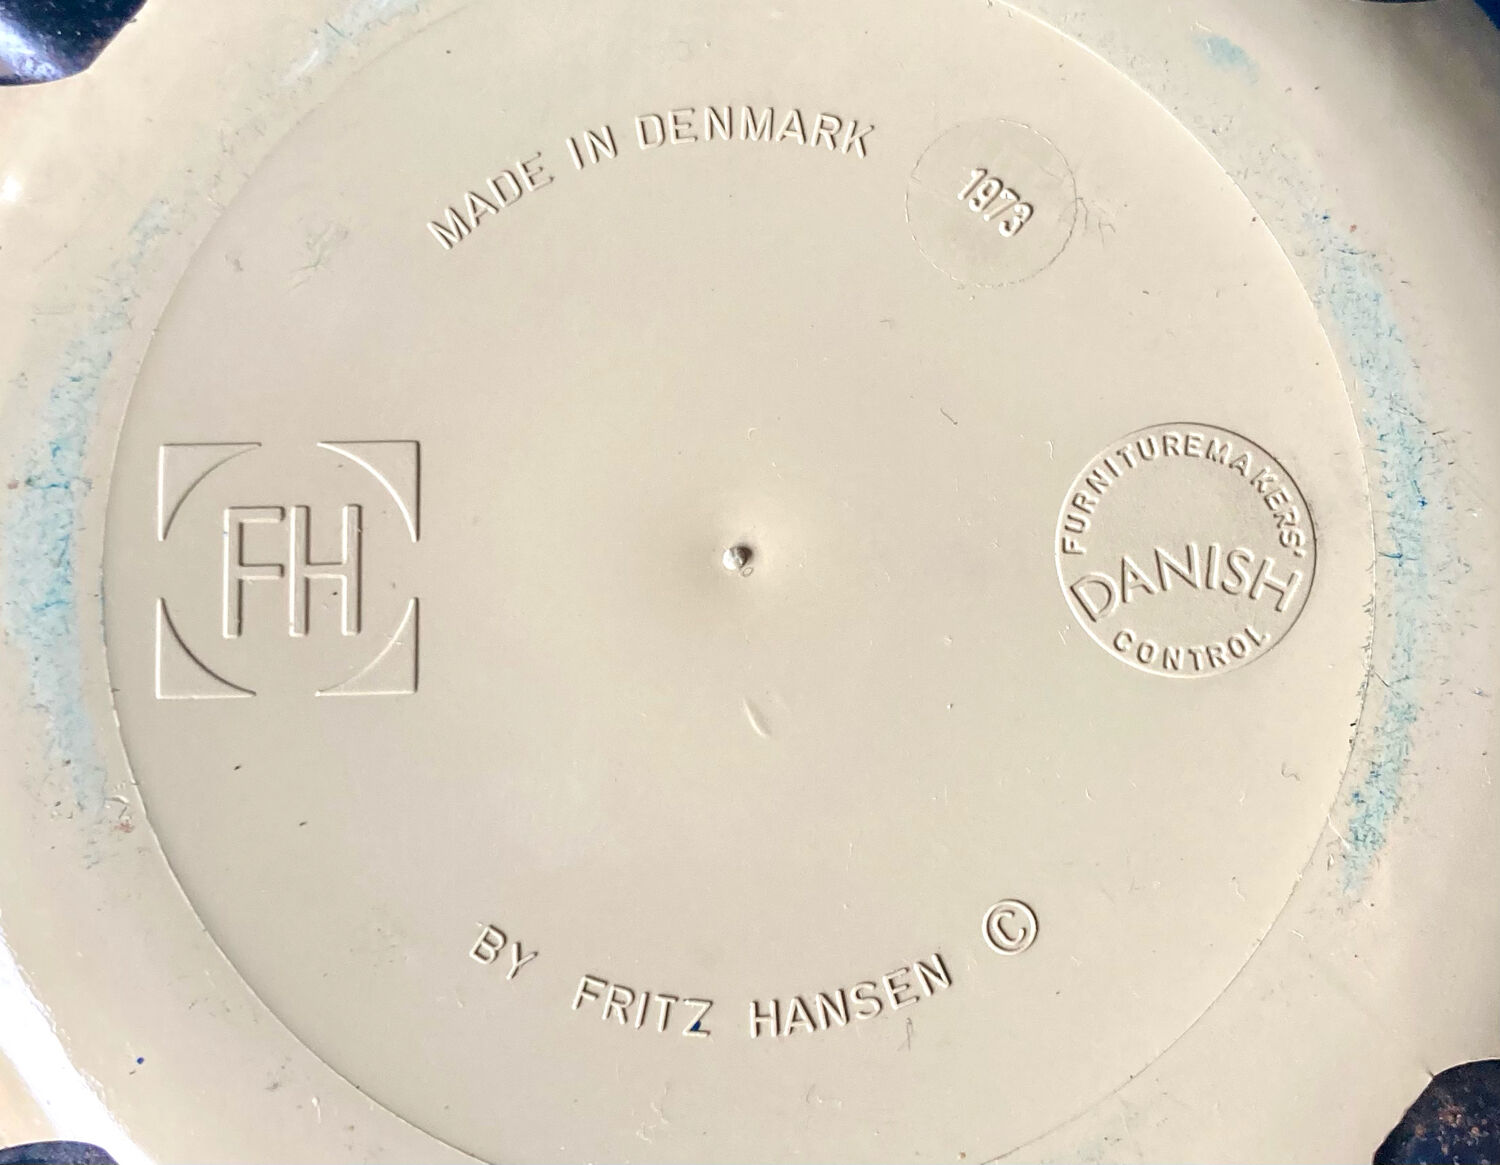 MADE IN DENMARK
1973
FH
FURNITUREMAKERS'
DANISH
CONTROL
BY FRITZ HANSEN ©